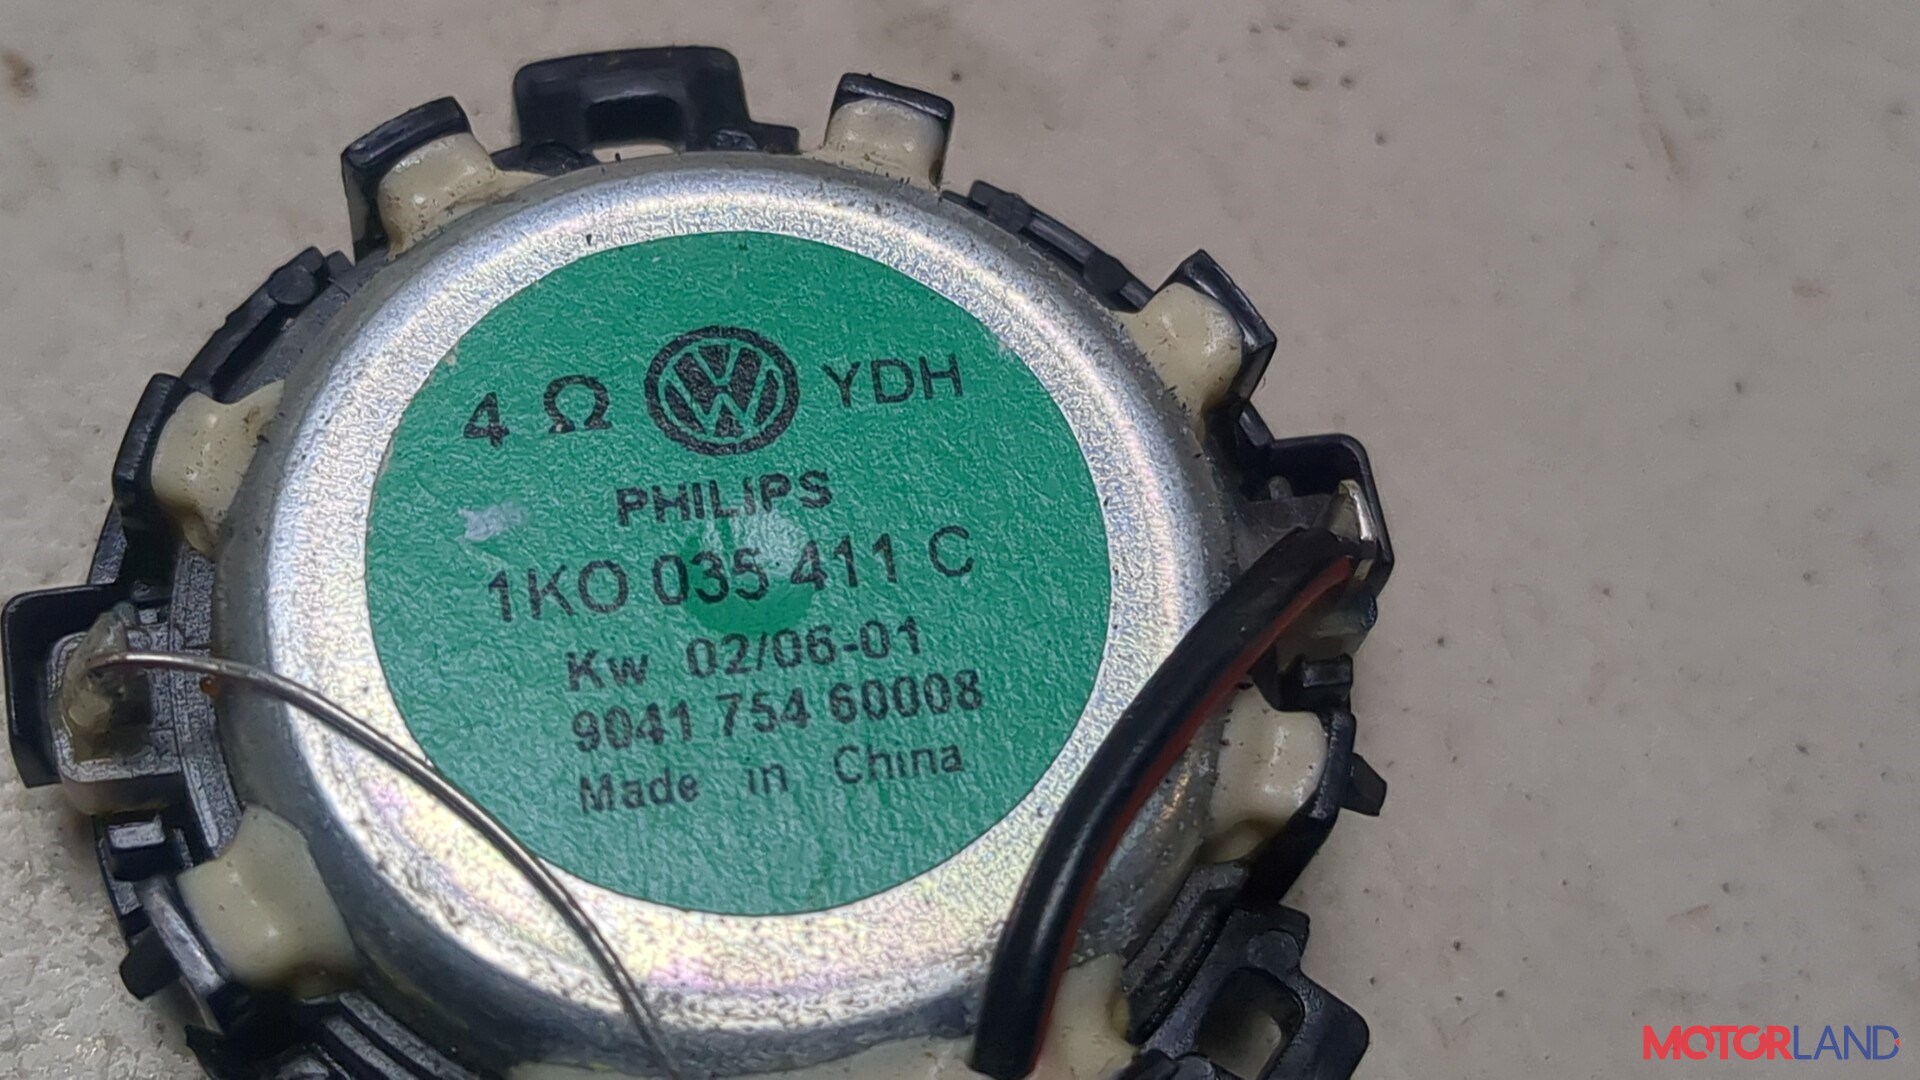 4 Ω YDH
PHILIPS
1KO 035 411 C
Kw 02/06-01
9041 754 60008
Made in China
MOTORLAND